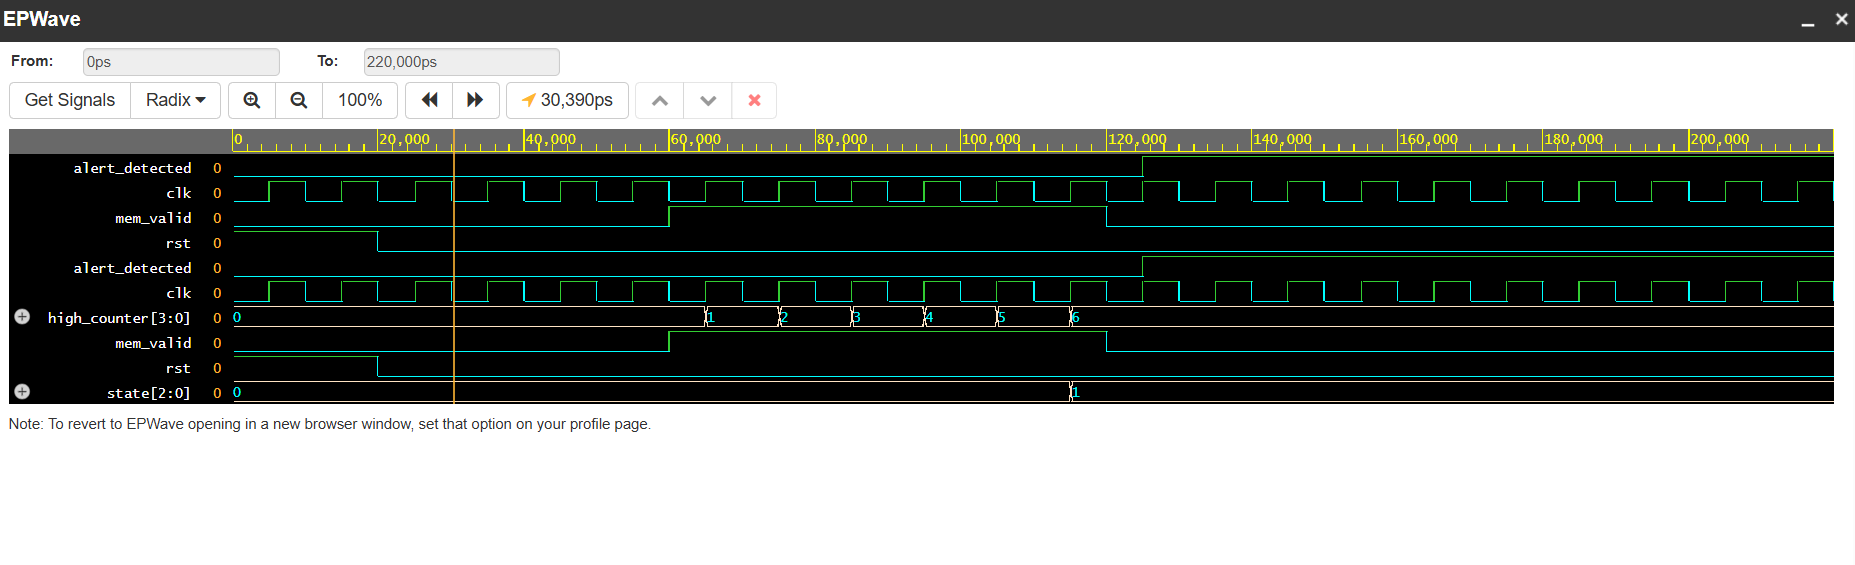 EPWave
From: 0ps To: 220,000ps
Get Signals Radix 100% 30,390ps
0 20,000 40,000 60,000 80,000 100,000 120,000 140,000 160,000 180,000 200,000
alert_detected 0
clk 0
mem_valid 0
rst 0
alert_detected 0
clk 0
high_counter[3:0] 0 0 1 2 3 4 5 6
mem_valid 0
rst 0
state[2:0] 0 0 1
Note: To revert to EPWave opening in a new browser window, set that option on your profile page.